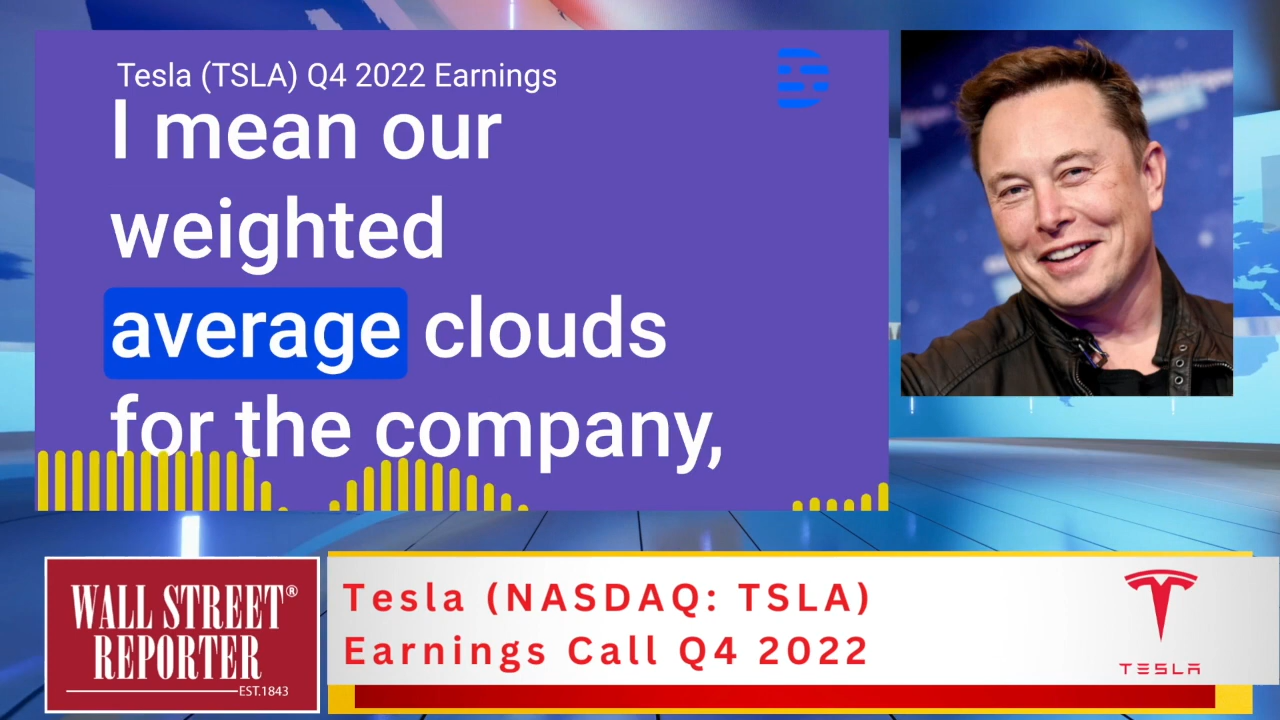 Tesla (TSLA) Q4 2022 Earnings
I mean our
weighted
average clouds
for the company,
WALL STREET®
REPORTER
EST.1843
Tesla (NASDAQ: TSLA)
Earnings Call Q4 2022
TESLA